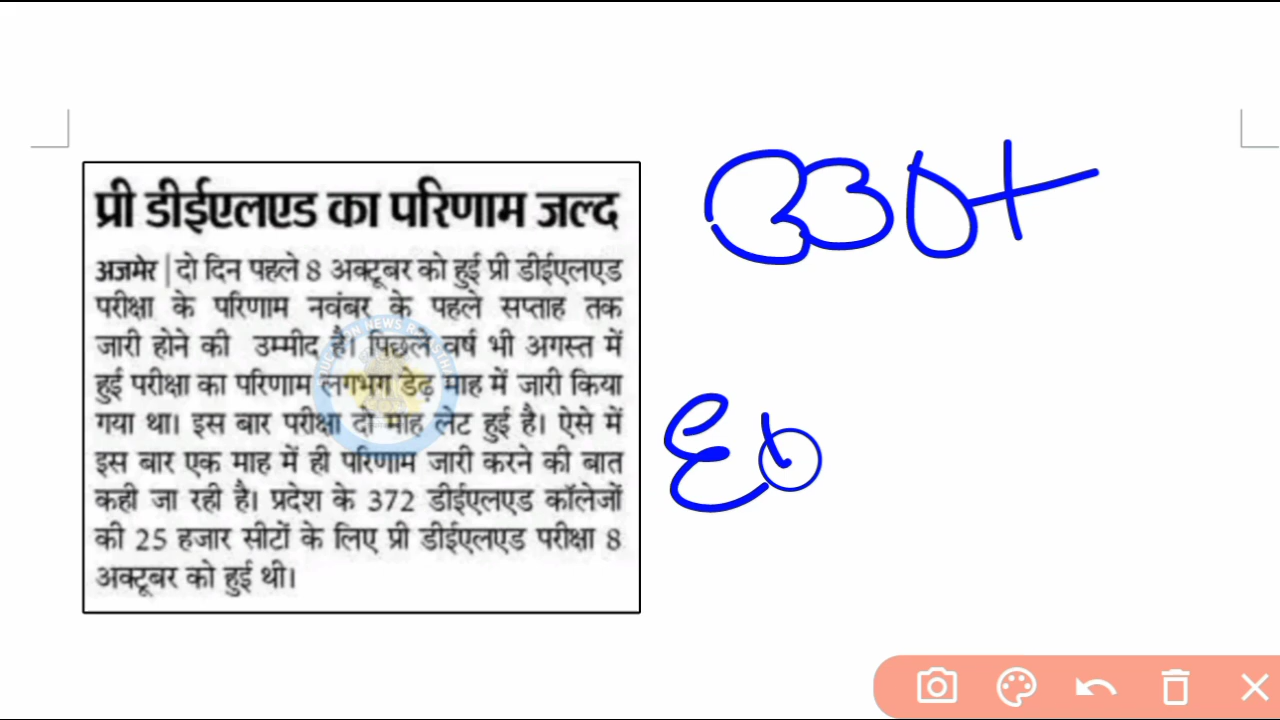 प्री डीईएलएड का परिणाम जल्द
अजमेर | दो दिन पहले 8 अक्टूबर को हुई प्री डीईएलएड
परीक्षा के परिणाम नवंबर के पहले सप्ताह तक
जारी होने की उम्मीद है। पिछले वर्ष भी अगस्त में
हुई परीक्षा का परिणाम लगभग डेढ़ माह में जारी किया
गया था। इस बार परीक्षा दो माह लेट हुई है। ऐसे में
इस बार एक माह में ही परिणाम जारी करने की बात
कही जा रही है। प्रदेश के 372 डीईएलएड कॉलेजों
की 25 हजार सीटों के लिए प्री डीईएलएड परीक्षा 8
अक्टूबर को हुई थी।
330+